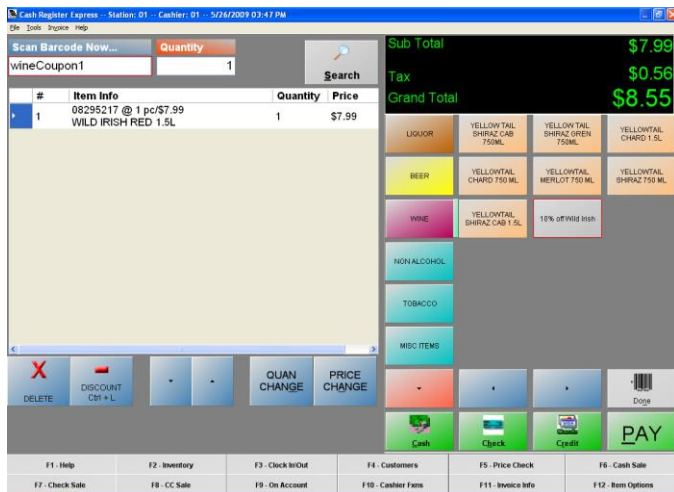 Cash Register Express -- Station: 01 -- Cashier: 01 -- 5/26/2009 03:47 PM
File Tools Invoice Help
Scan Barcode Now... Quantity
wineCoupon1 1
Search
# Item Info Quantity Price
1 08295217 @ 1 pc/$7.99 1 $7.99
WILD IRISH RED 1.5L
Sub Total $7.99
Tax $0.56
Grand Total $8.55
LIQUOR
YELLOW TAIL SHIRAZ CAB 750ML
YELLOW TAIL SHIRAZ GREN 750ML
YELLOWTAIL CHARD 1.5L
BEER
YELLOWTAIL CHARD 750 ML
YELLOWTAIL MERLOT 750 ML
YELLOWTAIL SHIRAZ 750 ML
WINE
YELLOWTAIL SHIRAZ CAB 1.5L
10% off Wild Irish
NON ALCOHOL
TOBACCO
MISC ITEMS
DELETE
DISCOUNT
Ctrl + L
QUAN CHANGE
PRICE CHANGE
Done
Cash
Check
Credit
PAY
F1 - Help F2 - Inventory F3 - Clock In/Out F4 - Customers F5 - Price Check F6 - Cash Sale
F7 - Check Sale F8 - CC Sale F9 - On Account F10 - Cashier Fxns F11 - Invoice Info F12 - Item Options